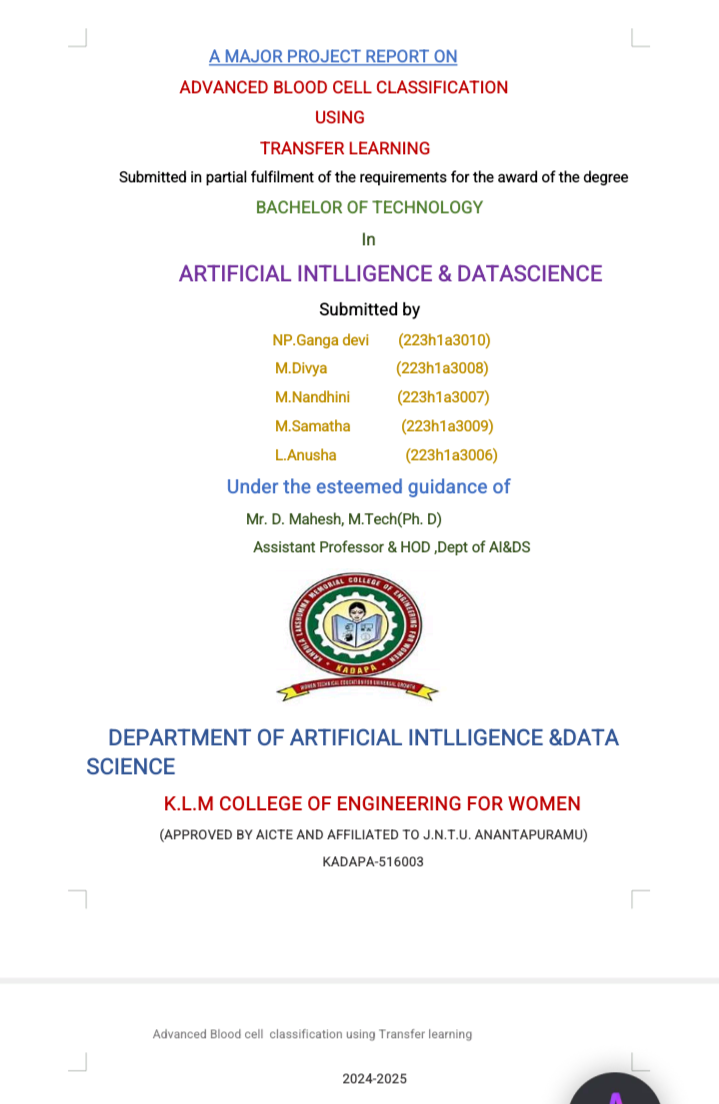 A MAJOR PROJECT REPORT ON
ADVANCED BLOOD CELL CLASSIFICATION
USING
TRANSFER LEARNING
Submitted in partial fulfilment of the requirements for the award of the degree
BACHELOR OF TECHNOLOGY
In
ARTIFICIAL INTLLIGENCE & DATASCIENCE
Submitted by
NP.Ganga devi (223h1a3010)
M.Divya (223h1a3008)
M.Nandhini (223h1a3007)
M.Samatha (223h1a3009)
L.Anusha (223h1a3006)
Under the esteemed guidance of
Mr. D. Mahesh, M.Tech(Ph. D)
Assistant Professor & HOD ,Dept of AI&DS
KANDULA LAKSHUMMA MEMORIAL COLLEGE OF ENGINEERING FOR WOMEN
KADAPA
WOMEN TECHNICAL EDUCATION FOR UNIVERSAL GROWTH
DEPARTMENT OF ARTIFICIAL INTLLIGENCE &DATA
SCIENCE
K.L.M COLLEGE OF ENGINEERING FOR WOMEN
(APPROVED BY AICTE AND AFFILIATED TO J.N.T.U. ANANTAPURAMU)
KADAPA-516003
Advanced Blood cell classification using Transfer learning
2024-2025